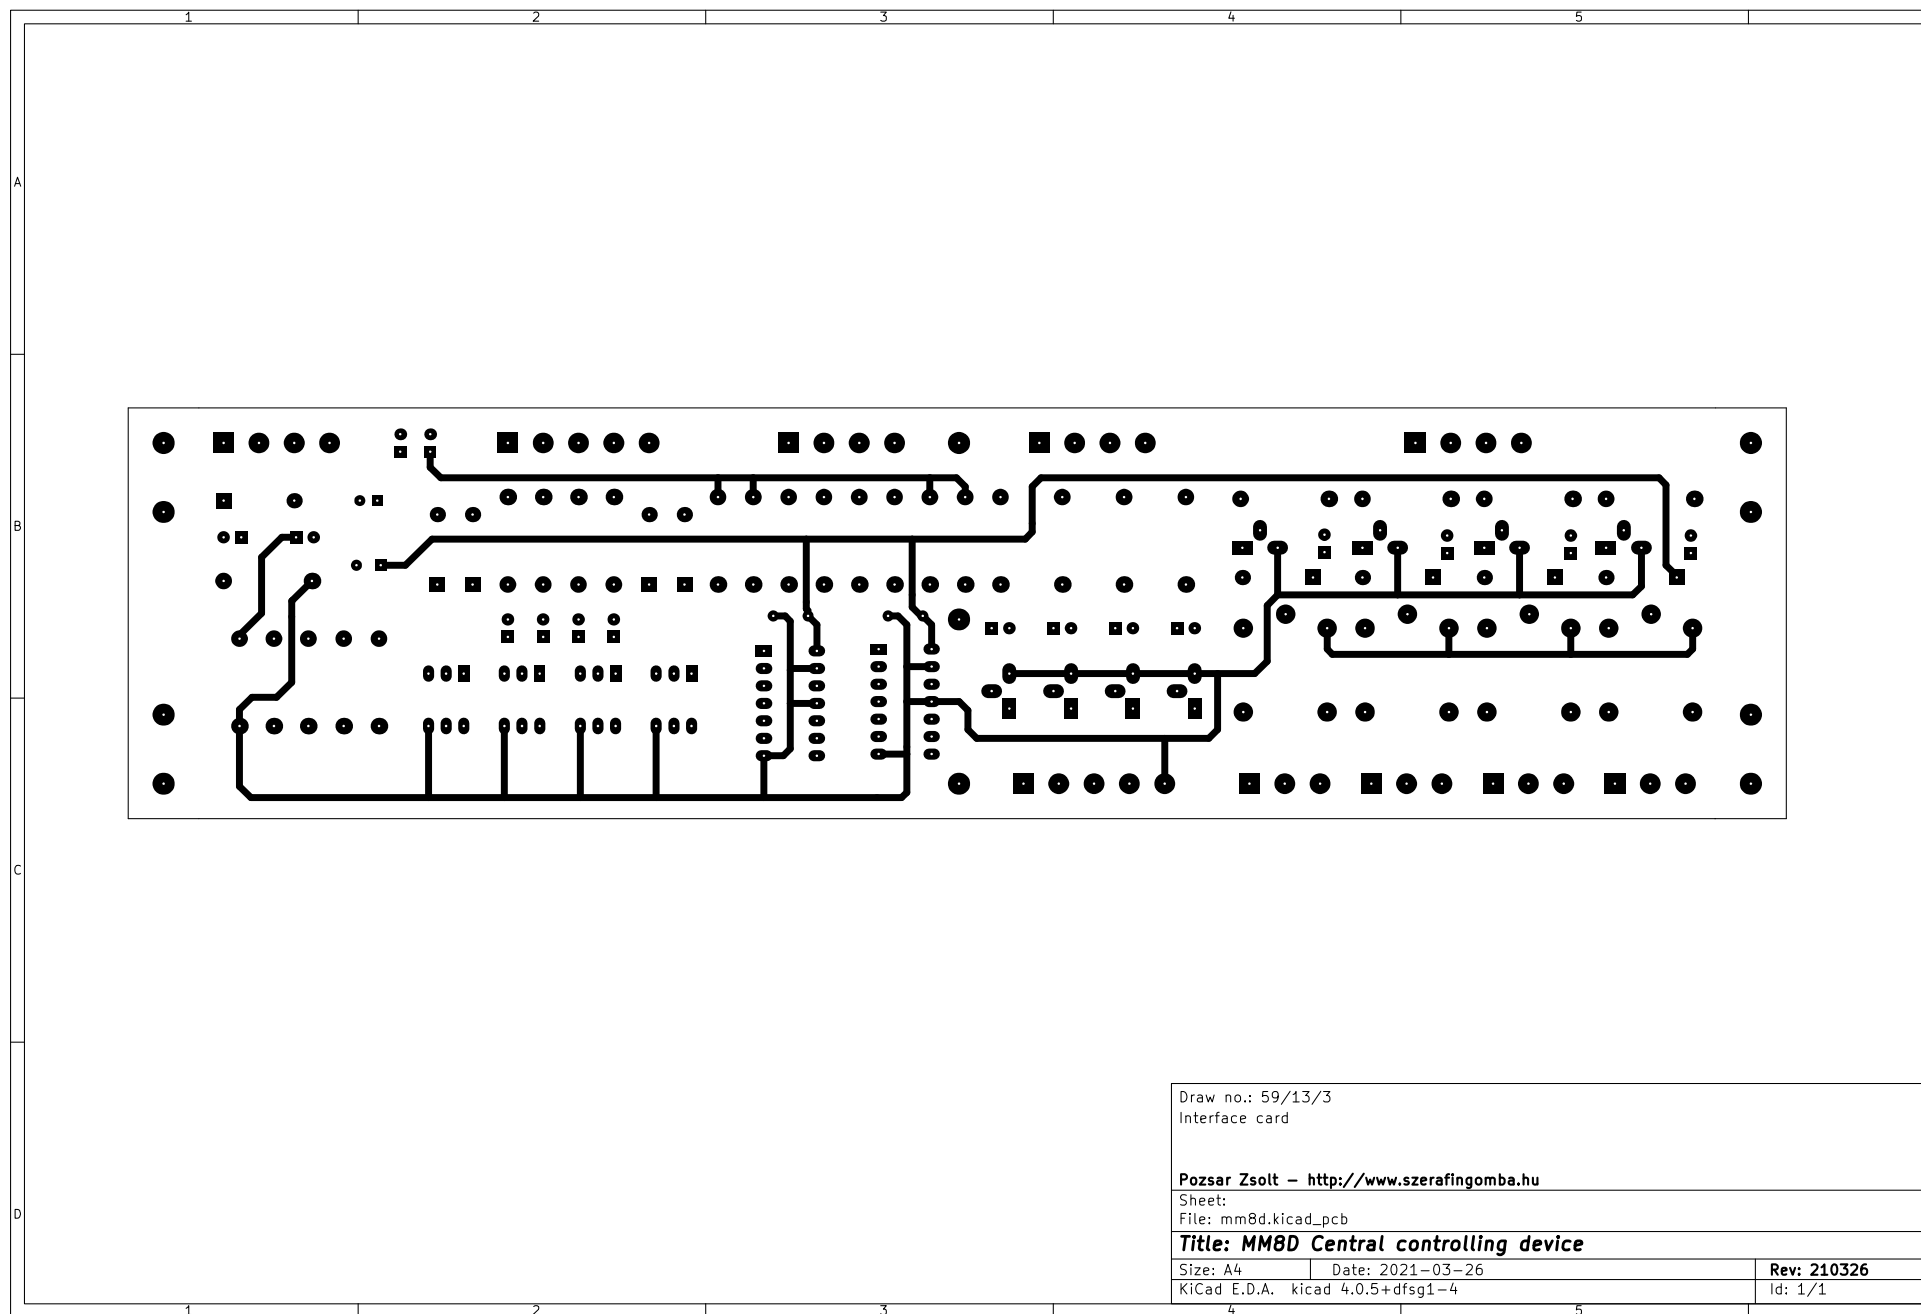 1 2 3 4 5
A
B B
C
D
Draw no.: 59/13/3
Interface card
Pozsar Zsolt – http://www.szerafingomba.hu
Sheet:
File: mm8d.kicad_pcb
Title: MM8D Central controlling device
Size: A4 Date: 2021-03-26 Rev: 210326
KiCad E.D.A. kicad 4.0.5+dfsg1-4 Id: 1/1
1 2 3 4 5